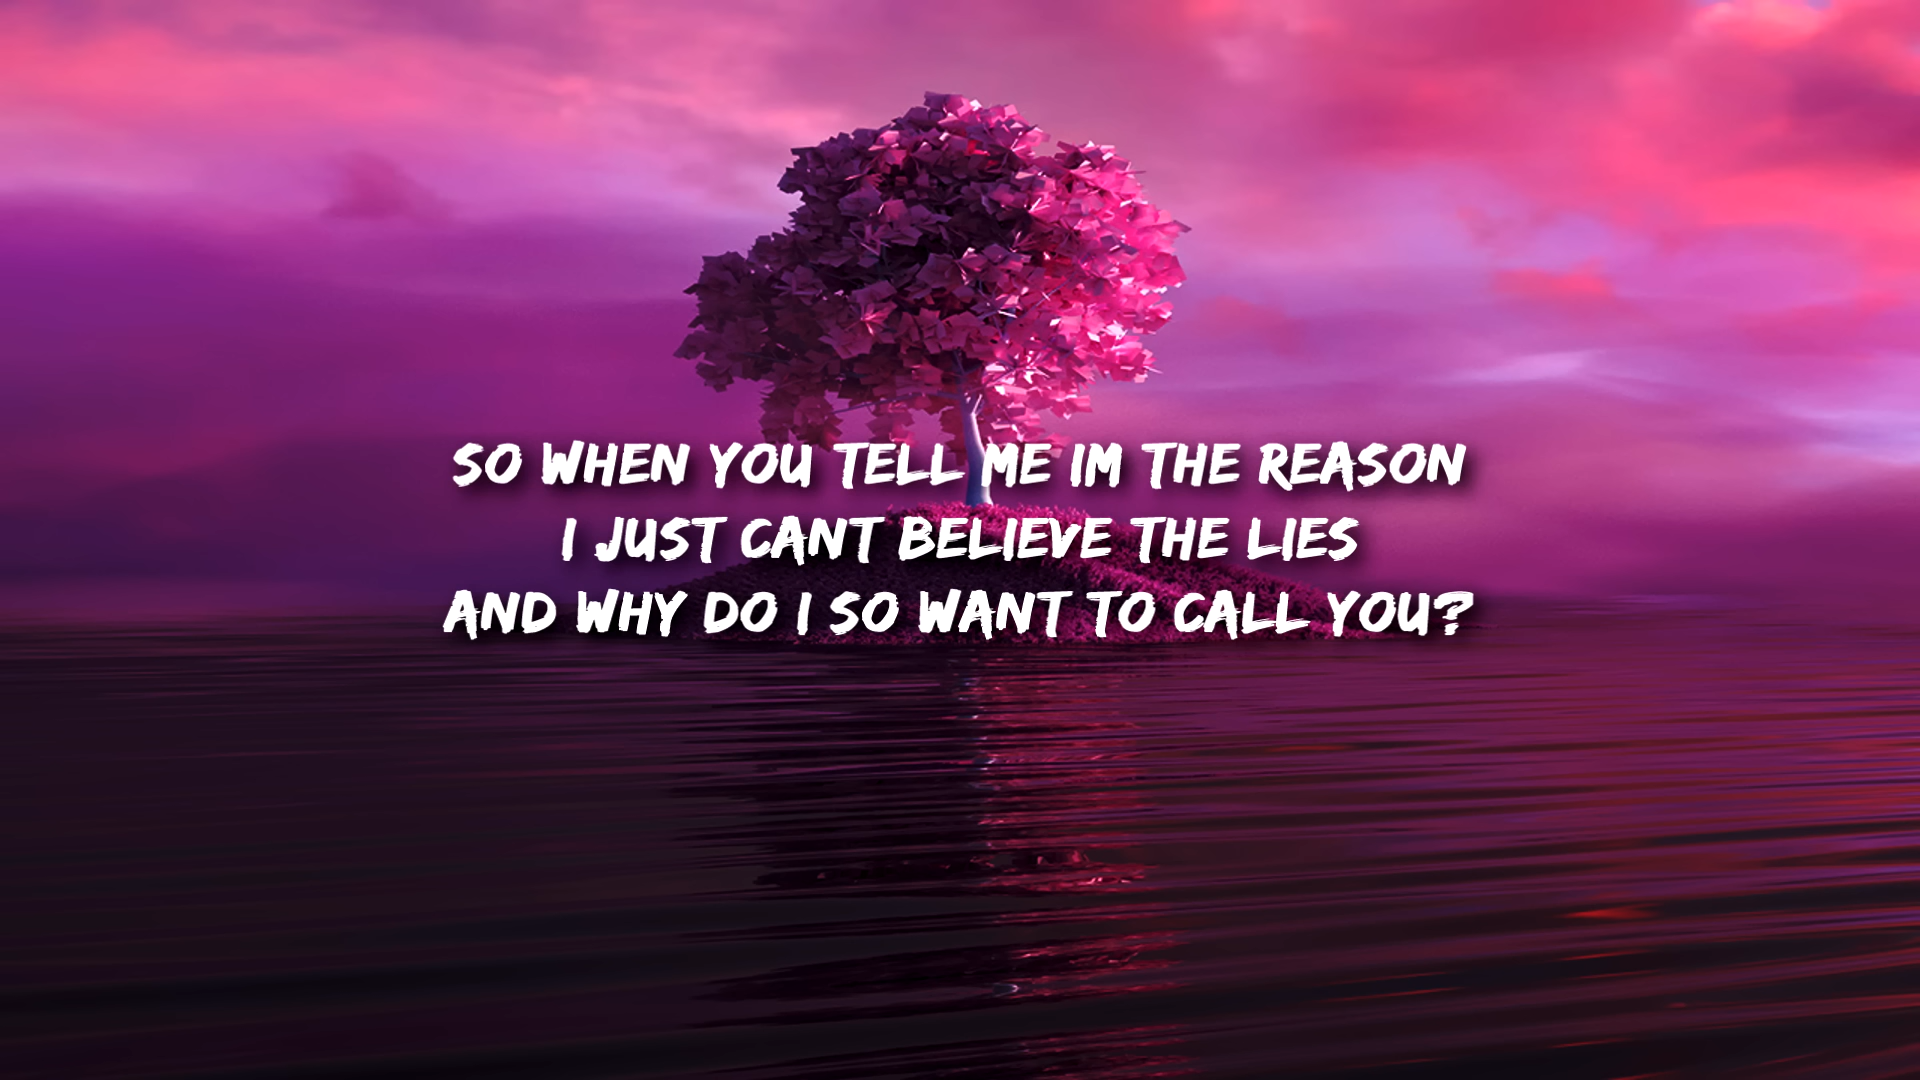 SO WHEN YOU TELL ME IM THE REASON
I JUST CANT BELIEVE THE LIES
AND WHY DO I SO WANT TO CALL YOU?